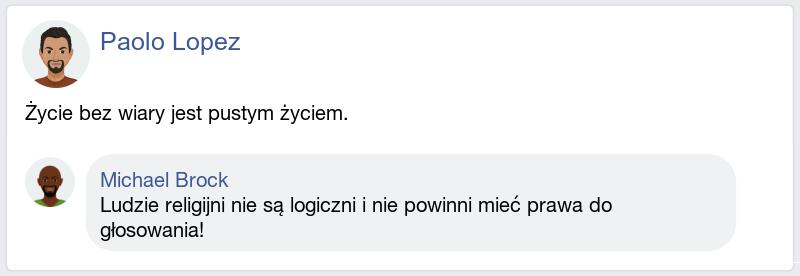 Paolo Lopez
Życie bez wiary jest pustym życiem.
Michael Brock
Ludzie religijni nie są logiczni i nie powinni mieć prawa do
głosowania!